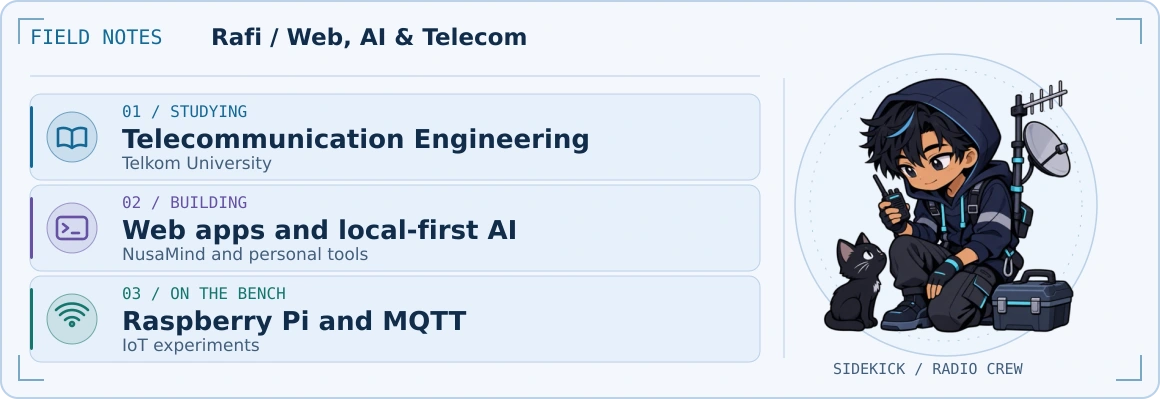 FIELD NOTES Rafi / Web, AI & Telecom
01 / STUDYING
Telecommunication Engineering
Telkom University
02 / BUILDING
Web apps and local-first AI
NusaMind and personal tools
03 / ON THE BENCH
Raspberry Pi and MQTT
IoT experiments
SIDEKICK / RADIO CREW